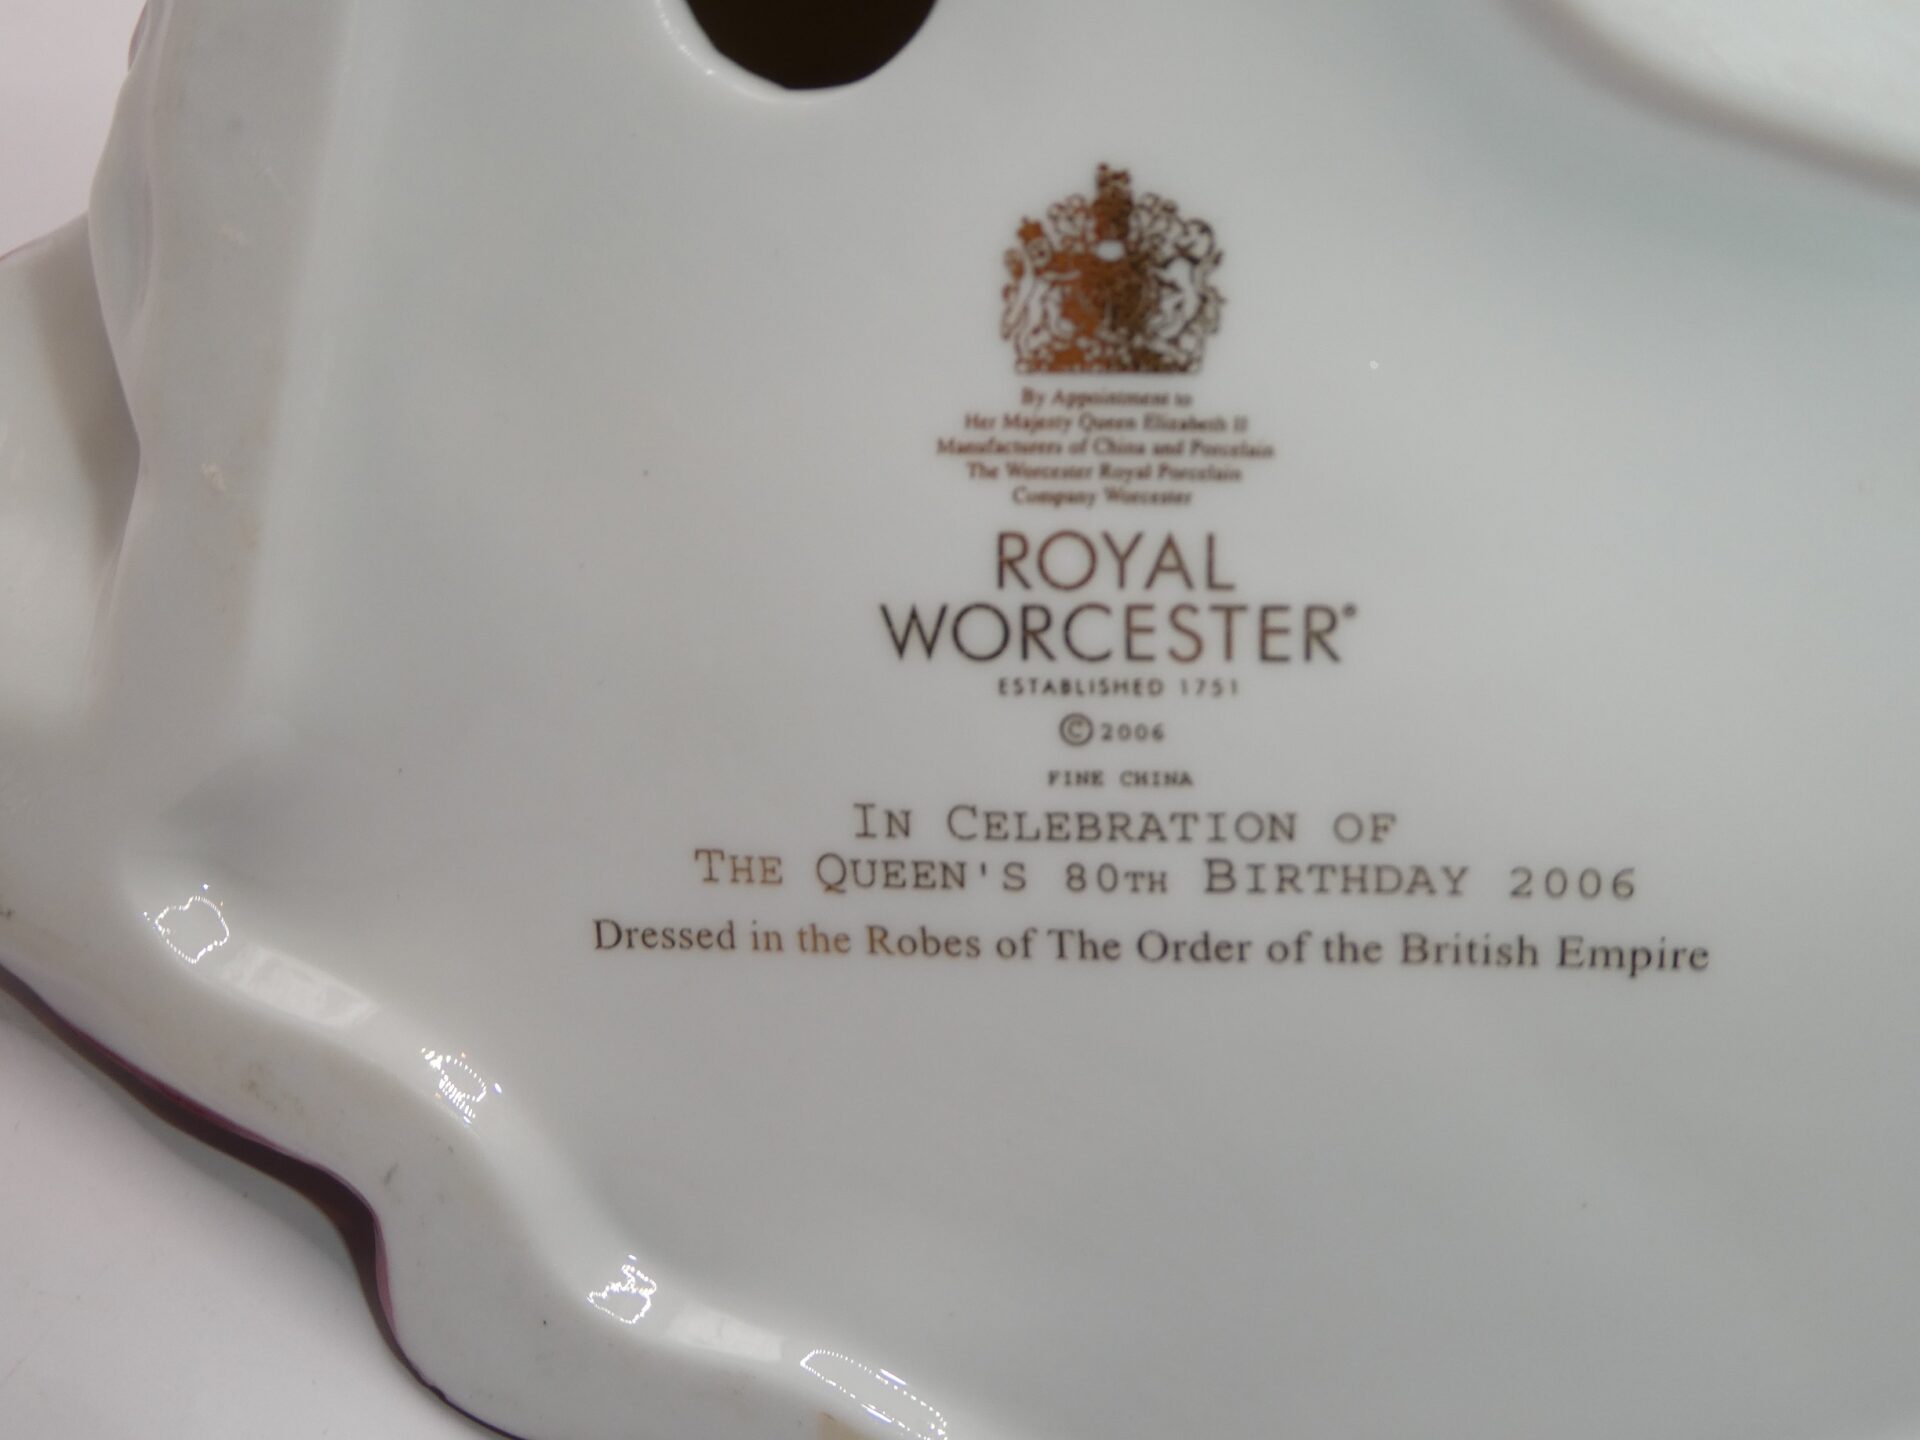 By Appointment to
Her Majesty Queen Elizabeth II
Manufacturers of China and Porcelain
The Worcester Royal Porcelain
Company Worcester
ROYAL
WORCESTER®
ESTABLISHED 1751
©2006
FINE CHINA
IN CELEBRATION OF
THE QUEEN'S 80TH BIRTHDAY 2006
Dressed in the Robes of The Order of the British Empire